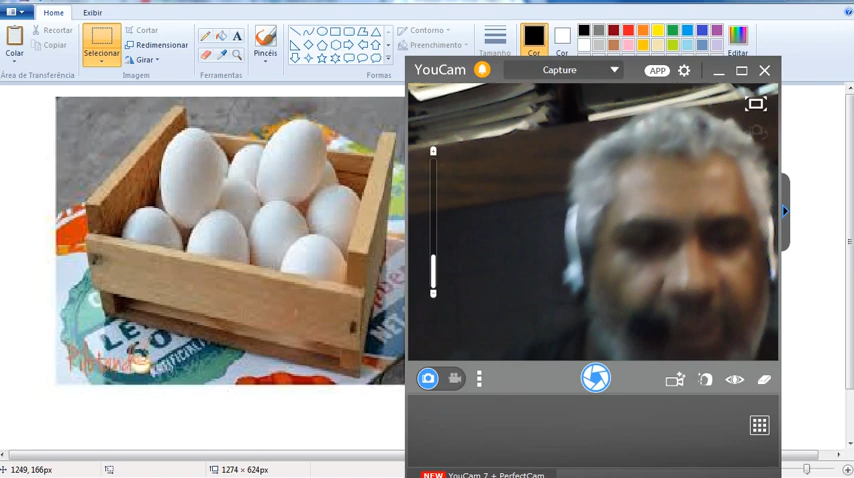 Home Exibir
Colar
Recortar
Copiar
Área de Transferência
Selecionar
Cortar
Redimensionar
Girar
Imagem
A
Ferramentas
Pincéis
Contorno
Preenchimento
Formas
Tamanho
Cor
Cor
Editar
YouCam
Capture
APP
Pilotand
NEW YouCam 7 + PerfectCam
1249, 166px
1274 × 624px